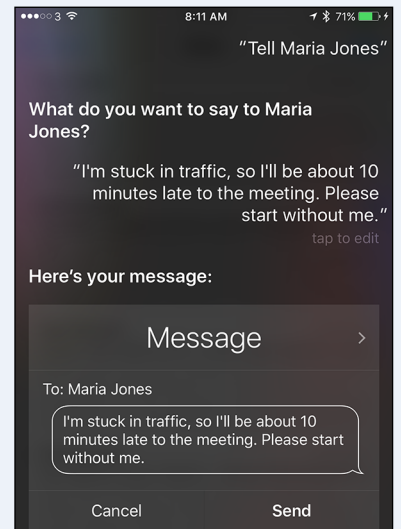 3 8:11 AM 71%
“Tell Maria Jones”
What do you want to say to Maria
Jones?
“I'm stuck in traffic, so I'll be about 10
minutes late to the meeting. Please
start without me.”
tap to edit
Here’s your message:
Message
To: Maria Jones
I'm stuck in traffic, so I'll be about 10
minutes late to the meeting. Please start
without me.
Cancel Send